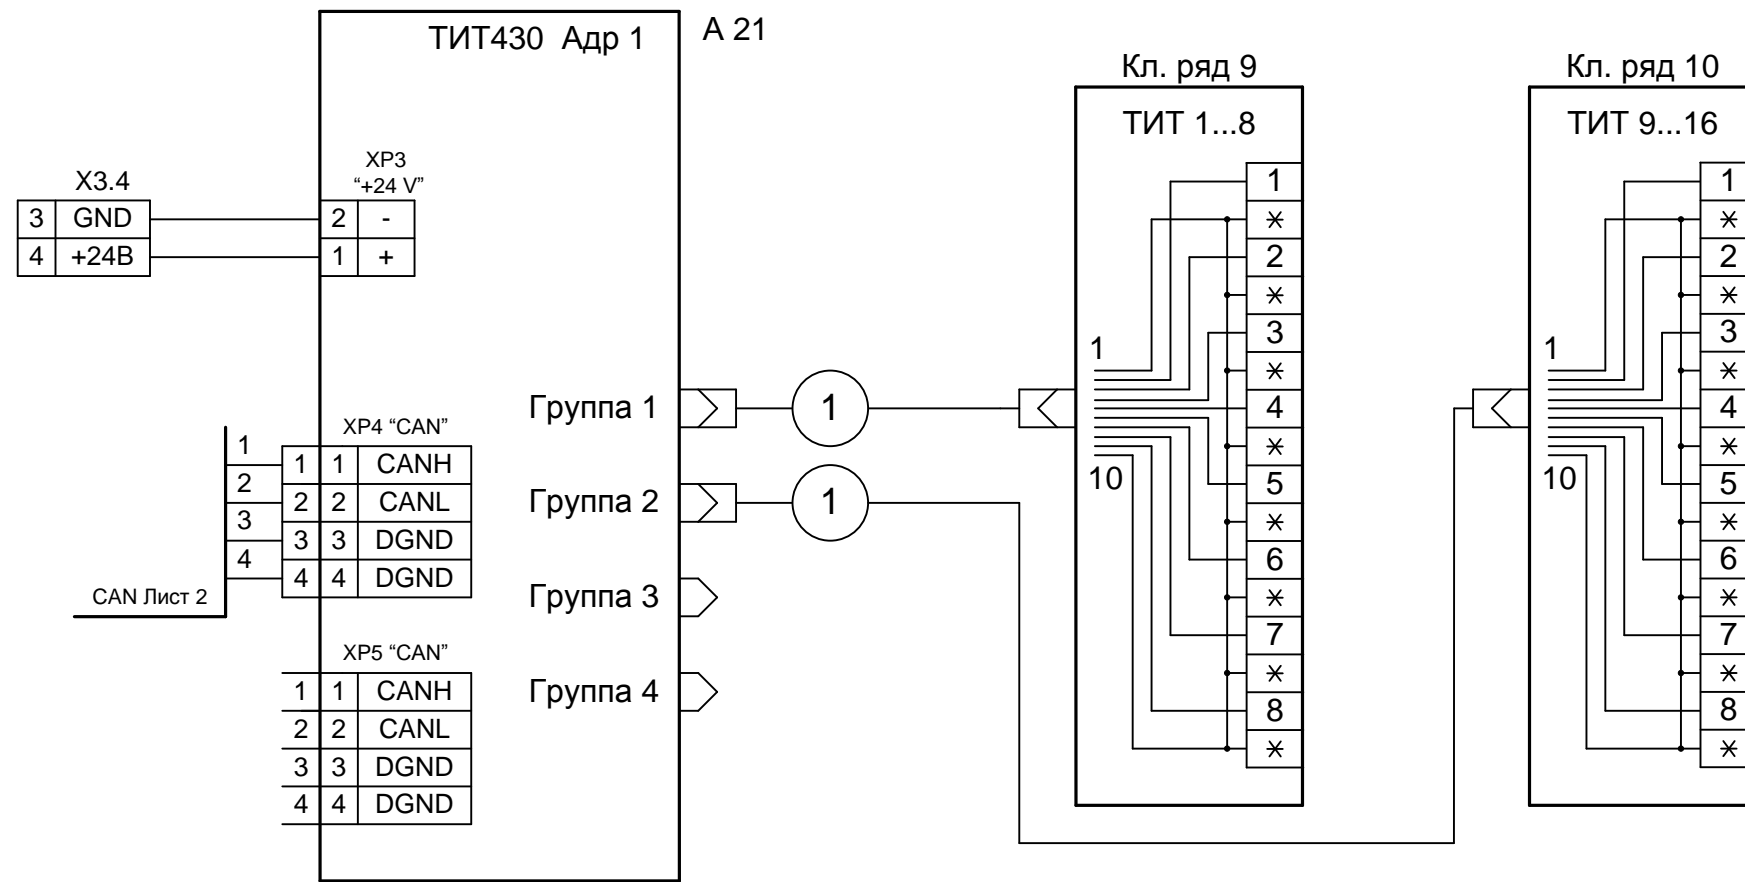 ТИТ430 Адр 1
А 21
Х3.4
3 GND
4 +24В
ХР3
“+24 V”
2 -
1 +
Группа 1
Группа 2
Группа 3
Группа 4
1
1
ХР4 “CAN”
1
2
3
4
1 1 CANH
2 2 CANL
3 3 DGND
4 4 DGND
CAN Лист 2
ХР5 “CAN”
1 1 CANH
2 2 CANL
3 3 DGND
4 4 DGND
Кл. ряд 9
ТИТ 1...8
1
10
1
*
2
*
3
*
4
*
5
*
6
*
7
*
8
*
Кл. ряд 10
ТИТ 9...16
1
10
1
*
2
*
3
*
4
*
5
*
6
*
7
*
8
*